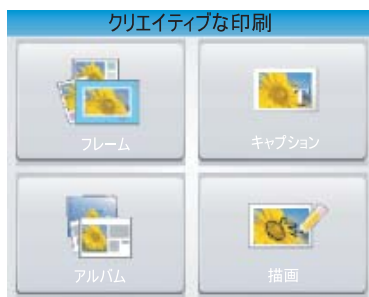 クリエイティブな印刷
フレーム
キャプション
アルバム
描画